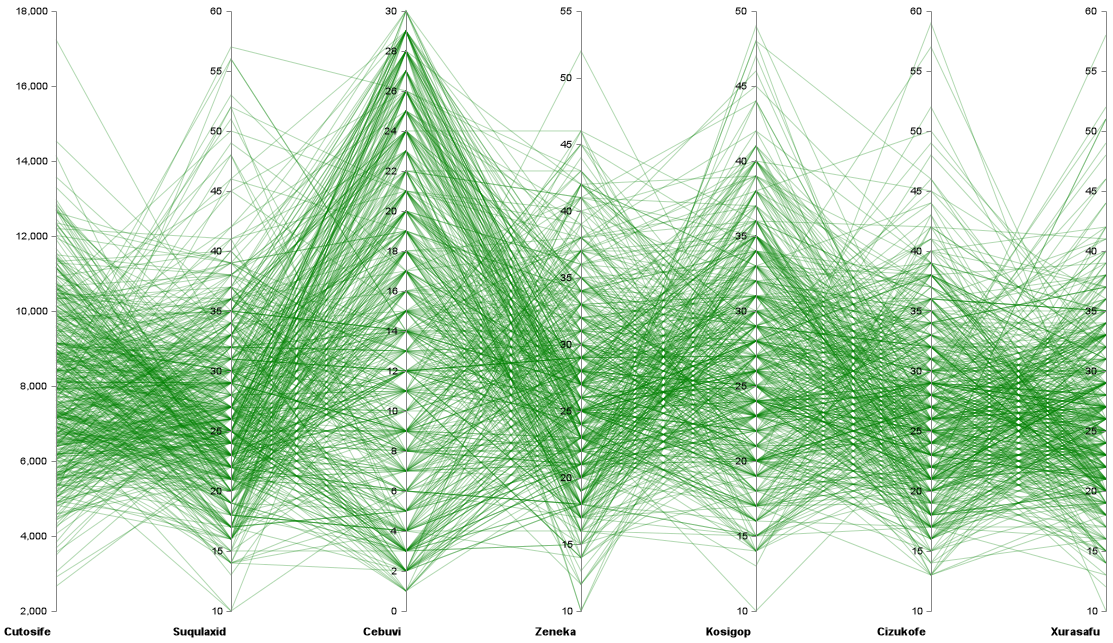 18,000 60 30 55 50 60 60
28 50 45 55 55
16,000 55 26 45 40 50 50
14,000 50 24 40 35 45 45
12,000 45 22 35 30 40 40
10,000 40 20 30 25 35 35
8,000 35 18 25 20 30 30
6,000 30 16 20 15 25 25
4,000 25 14 15 10 20 20
2,000 20 12 10 15 15
15 10 10 10
10 8
6
4
2
0
Cutosife Suqulaxid Cebuvi Zeneka Kosigop Cizukofe Xurasafu